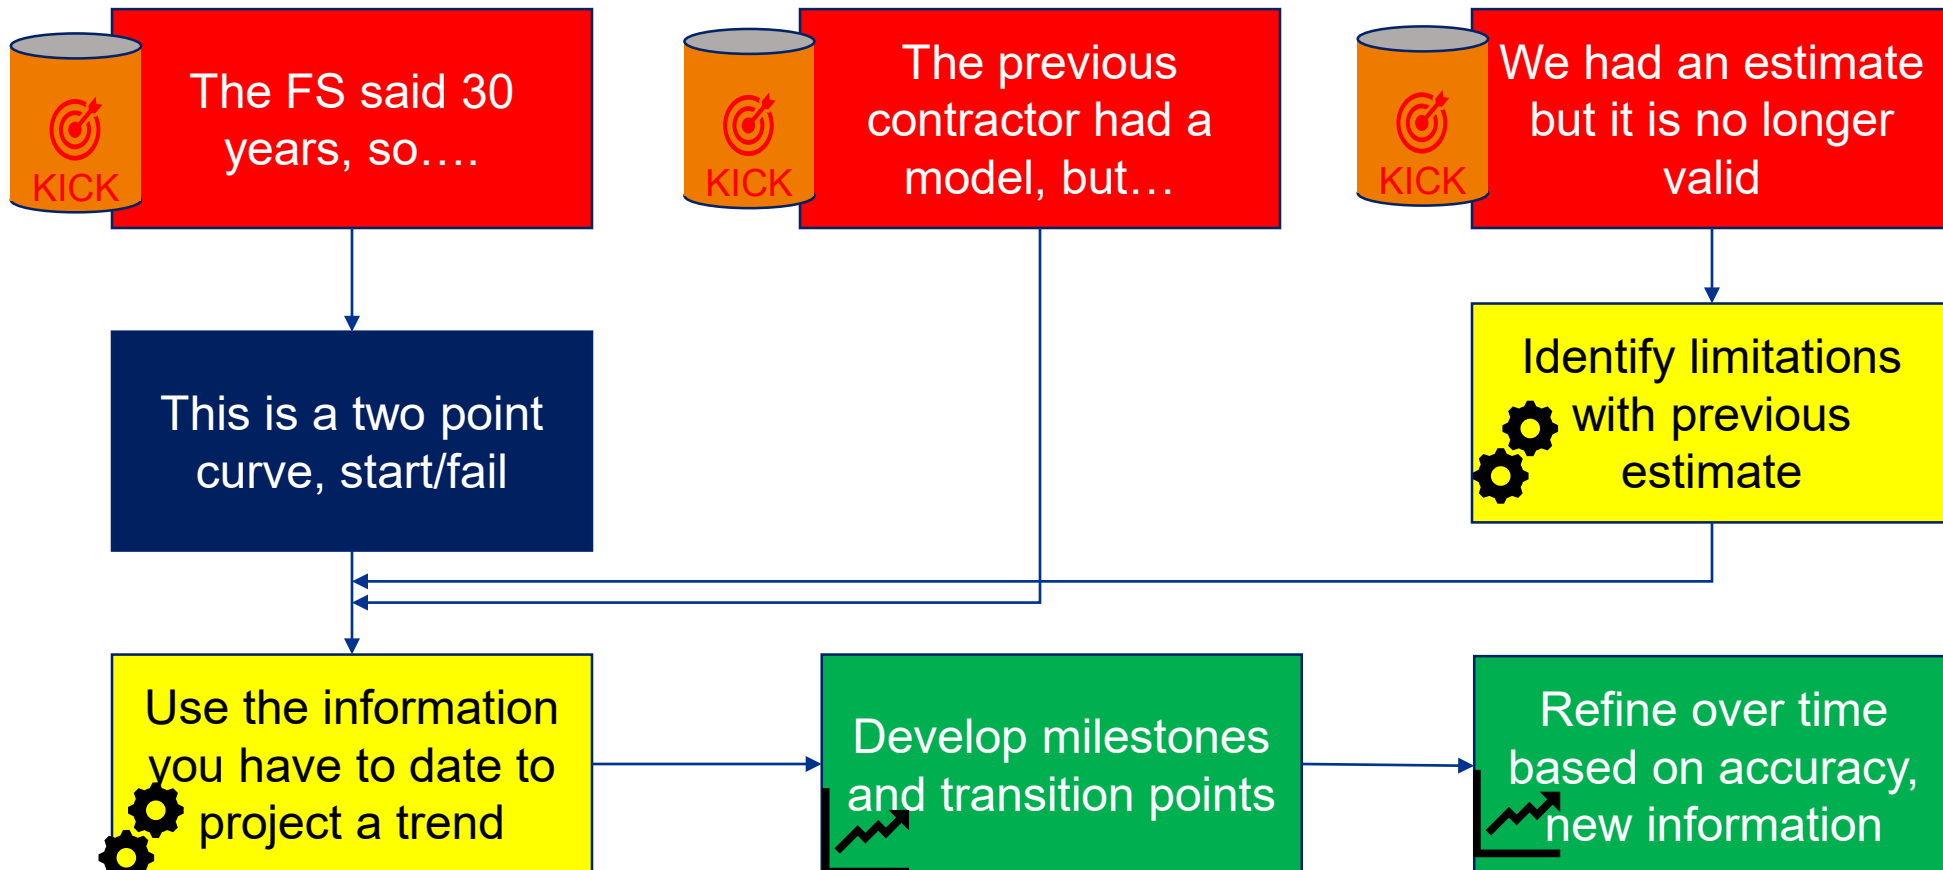 KICK
The FS said 30
years, so….
KICK
The previous
contractor had a
model, but…
KICK
We had an estimate
but it is no longer
valid
This is a two point
curve, start/fail
Identify limitations
with previous
estimate
Use the information
you have to date to
project a trend
Develop milestones
and transition points
Refine over time
based on accuracy,
new information